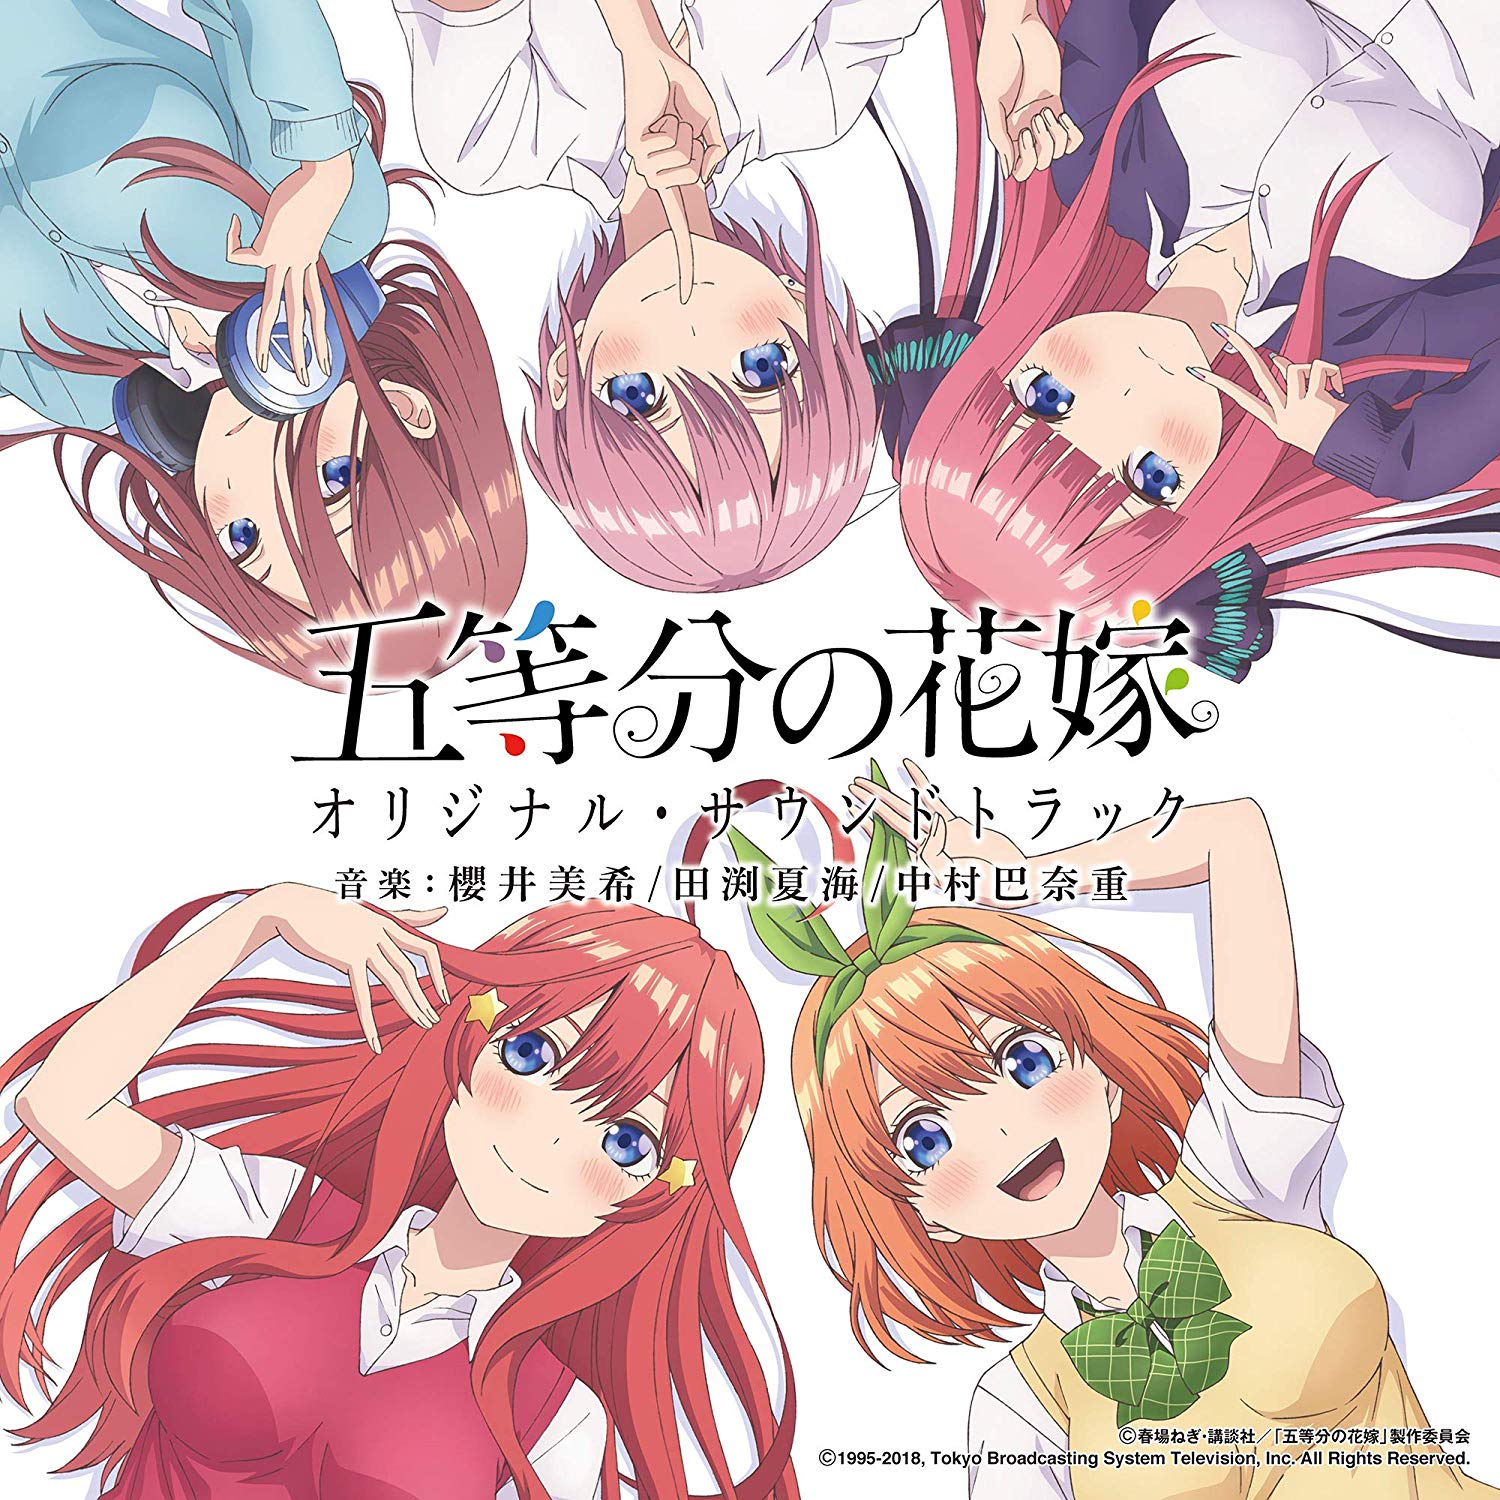 五等分の花嫁
オリジナル・サウンドトラック
音楽：櫻井美希/田渕夏海/中村巴奈重
©春場ねぎ・講談社／「五等分の花嫁」製作委員会
©1995-2018, Tokyo Broadcasting System Television, Inc. All Rights Reserved.